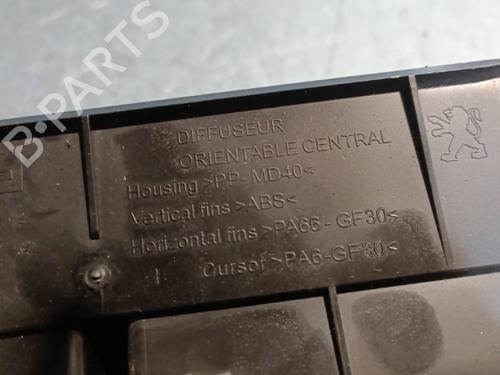 B-PARTS
DIFFUSEUR
ORIENTABLE CENTRAL
Housing >PP-MD40<
Vertical fins >ABS<
Horizontal fins >PA66-GF30<
Cursor >PA6-GF30<